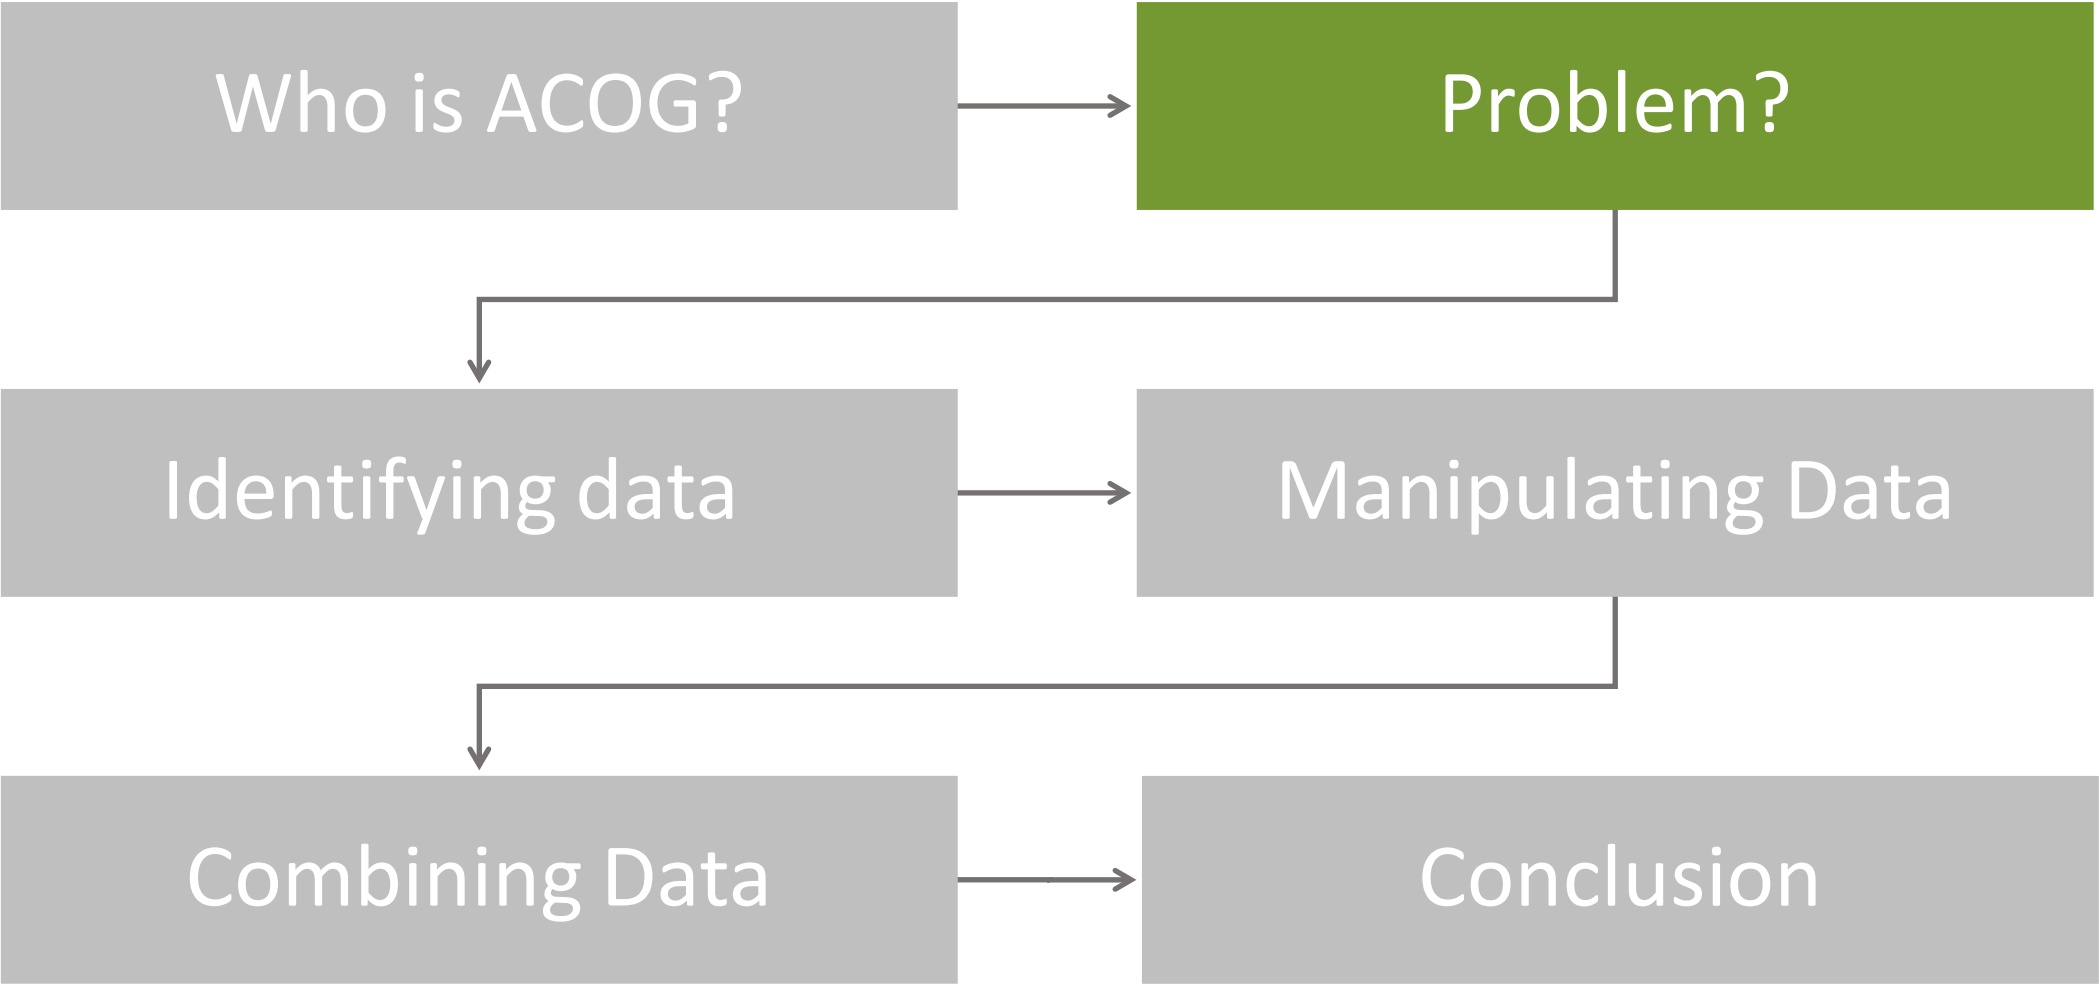 Who is ACOG?
Problem?
Identifying data
Manipulating Data
Combining Data
Conclusion